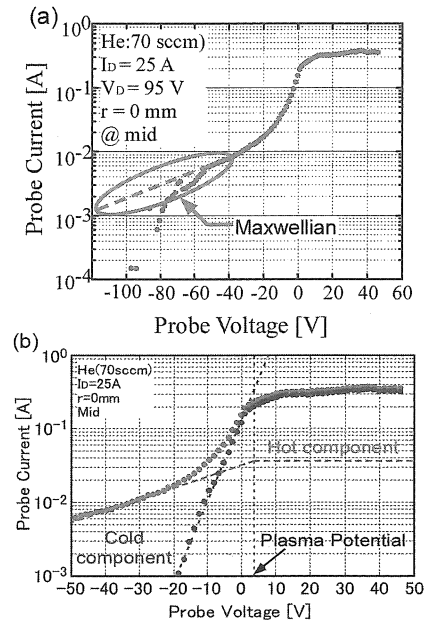 (a)
He:70 sccm)
I_D = 25 A
V_D = 95 V
r = 0 mm
@ mid
Probe Current [A]
10^0
10^-1
10^-2
10^-3
10^-4
Maxwellian
-100 -80 -60 -40 -20 0 20 40 60
Probe Voltage [V]
(b)
He(70sccm)
I_D=25A
r=0mm
Mid
Probe Current [A]
10^0
10^-1
10^-2
10^-3
Hot component
Cold
component
Plasma Potential
-50 -40 -30 -20 -10 0 10 20 30 40 50
Probe Voltage [V]